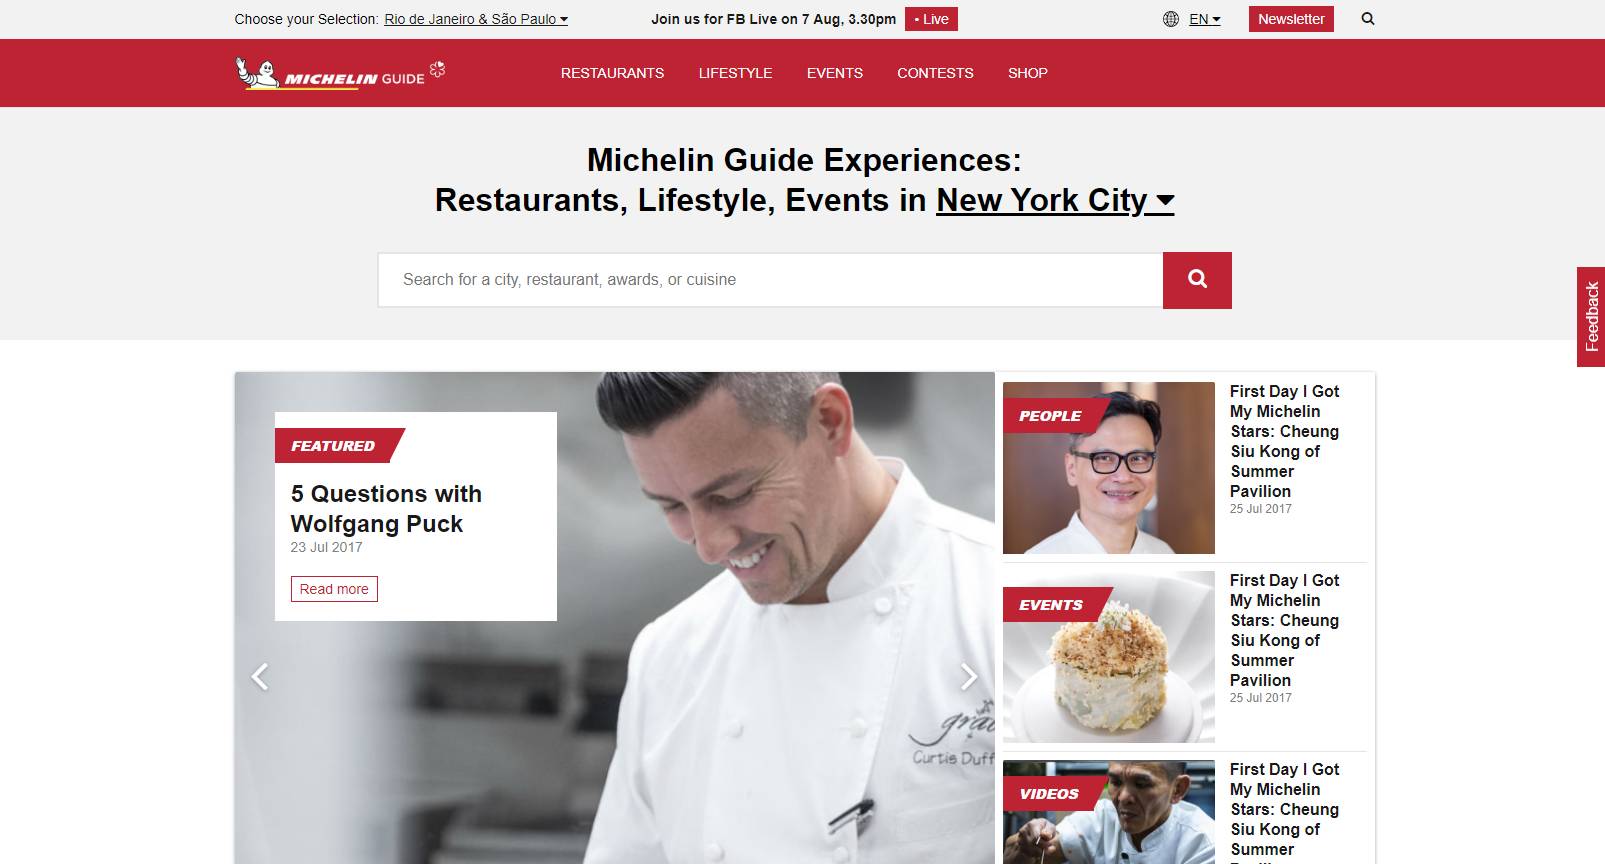 Choose your Selection: Rio de Janeiro & São Paulo
Join us for FB Live on 7 Aug, 3.30pm
• Live
EN
Newsletter
MICHELIN GUIDE
RESTAURANTS
LIFESTYLE
EVENTS
CONTESTS
SHOP
Michelin Guide Experiences:
Restaurants, Lifestyle, Events in New York City
Search for a city, restaurant, awards, or cuisine
Feedback
FEATURED
5 Questions with
Wolfgang Puck
23 Jul 2017
Read more
Curtis Duff
PEOPLE
First Day I Got
My Michelin
Stars: Cheung
Siu Kong of
Summer
Pavilion
25 Jul 2017
EVENTS
First Day I Got
My Michelin
Stars: Cheung
Siu Kong of
Summer
Pavilion
25 Jul 2017
VIDEOS
First Day I Got
My Michelin
Stars: Cheung
Siu Kong of
Summer